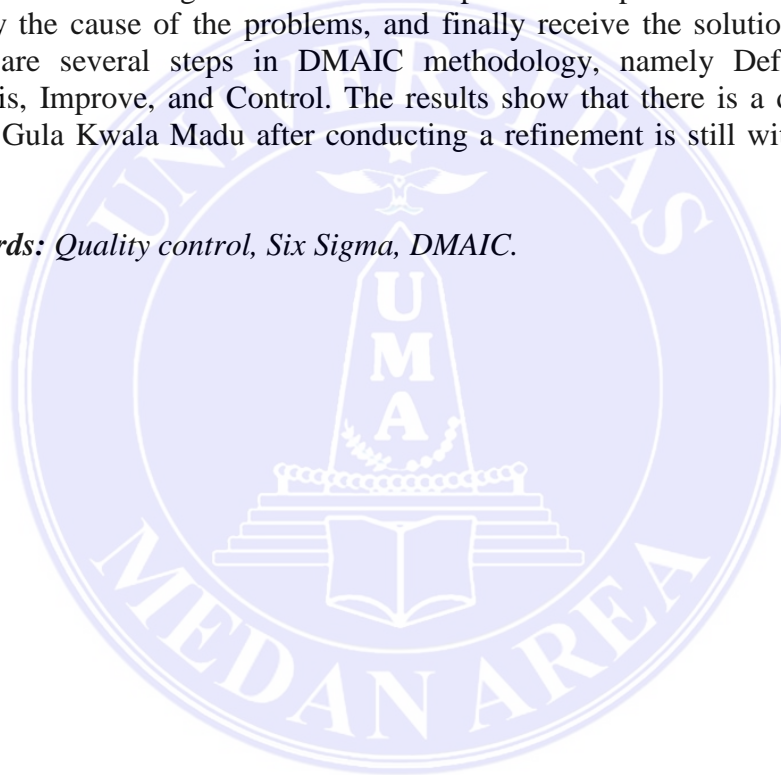 y the cause of the problems, and finally receive the solutio
are several steps in DMAIC methodology, namely Def
is, Improve, and Control. The results show that there is a
Gula Kwala Madu after conducting a refinement is still wi
rds: Quality control, Six Sigma, DMAIC.
UNIVERSITAS
UMA
MEDAN AREA